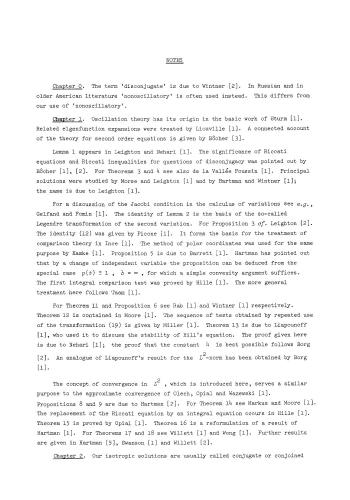 NOTES
Chapter 0. The term 'disconjugate' is due to Wintner [2]. In Russian and in
older American literature 'nonoscillatory' is often used instead. This differs from
our use of 'nonoscillatory'.
Chapter 1. Oscillation theory has its origin in the basic work of Sturm [1].
Related eigenfunction expansions were treated by Liouville [1]. A connected account
of the theory for second order equations is given by Bôcher [3].
Lemma 1 appears in Leighton and Nehari [1]. The significance of Riccati
equations and Riccati inequalities for questions of disconjugacy was pointed out by
Bôcher [1], [2]. For Theorems 3 and 4 see also de la Vallée Poussin [1]. Principal
solutions were studied by Morse and Leighton [1] and by Hartman and Wintner [1];
the name is due to Leighton [1].
For a discussion of the Jacobi condition in the calculus of variations see e.g.,
Gelfand and Fomin [1]. The identity of Lemma 2 is the basis of the so-called
Legendre transformation of the second variation. For Proposition 3 cf. Leighton [2].
The identity (12) was given by Picone [1]. It forms the basis for the treatment of
comparison theory in Ince [1]. The method of polar coordinates was used for the same
purpose by Kamke [1]. Proposition 5 is due to Barrett [1]. Hartman has pointed out
that by a change of independent variable the proposition can be deduced from the
special case p(t) ≡ 1 , b = ∞ , for which a simple convexity argument suffices.
The first integral comparison test was proved by Hille [1]. The more general
treatment here follows Taam [1].
For Theorem 11 and Proposition 6 see Ráb [1] and Wintner [1] respectively.
Theorem 12 is contained in Moore [1]. The sequence of tests obtained by repeated use
of the transformation (19) is given by Miller [1]. Theorem 13 is due to Liapounoff
[1], who used it to discuss the stability of Hill's equation. The proof given here
is due to Nehari [1]; the proof that the constant 4 is best possible follows Borg
[2]. An analogue of Liapounoff's result for the L²-norm has been obtained by Borg
[1].
The concept of convergence in L² , which is introduced here, serves a similar
purpose to the approximate convergence of Olech, Opial and Ważewski [1].
Propositions 8 and 9 are due to Hartman [2]. For Theorem 14 see Markus and Moore [1].
The replacement of the Riccati equation by an integral equation occurs in Hille [1].
Theorem 15 is proved by Opial [1]. Theorem 16 is a reformulation of a result of
Hartman [1]. For Theorems 17 and 18 see Willett [1] and Wong [1]. Further results
are given in Hartman [5], Swanson [1] and Willett [2].
Chapter 2. Our isotropic solutions are usually called conjugate or conjoined